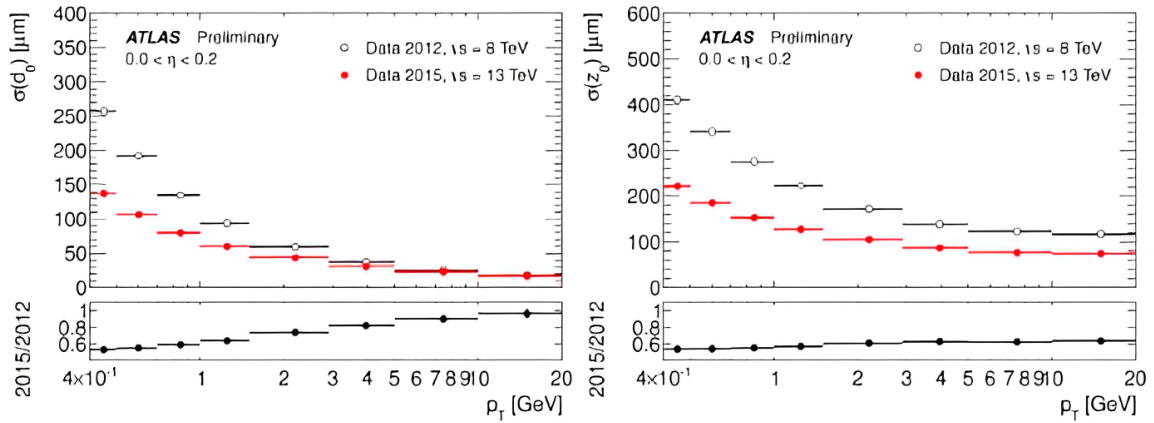 σ(d₀) [μm]
400
350
300
250
200
150
100
50
0
ATLAS Preliminary
0.0 < η < 0.2
Data 2012, √s = 8 TeV
Data 2015, √s = 13 TeV
2015/2012
1
0.8
0.6
4×10⁻¹ 1 2 3 4 5 6 7 8 9 10 20
p_T [GeV]
σ(z₀) [μm]
600
500
400
300
200
100
0
ATLAS Preliminary
0.0 < η < 0.2
Data 2012, √s = 8 TeV
Data 2015, √s = 13 TeV
2015/2012
1
0.8
0.6
4×10⁻¹ 1 2 3 4 5 6 7 8 9 10 20
p_T [GeV]